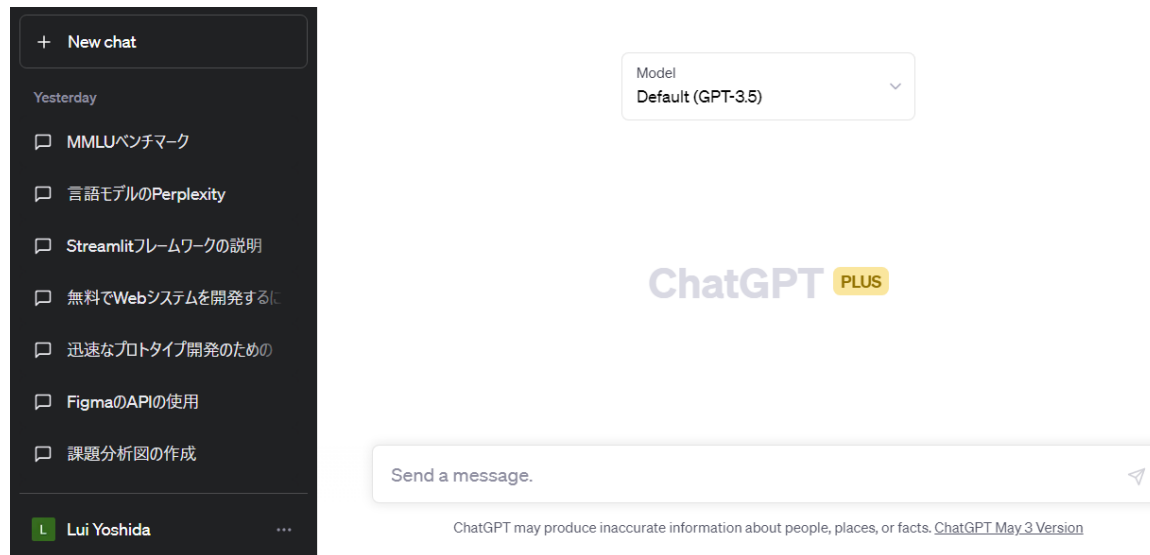 New chat
Yesterday
MMLUベンチマーク
言語モデルのPerplexity
Streamlitフレームワークの説明
無料でWebシステムを開発するに
迅速なプロトタイプ開発のための
FigmaのAPIの使用
課題分析図の作成
L Lui Yoshida
Model
Default (GPT-3.5)
ChatGPT PLUS
Send a message.
ChatGPT may produce inaccurate information about people, places, or facts. ChatGPT May 3 Version